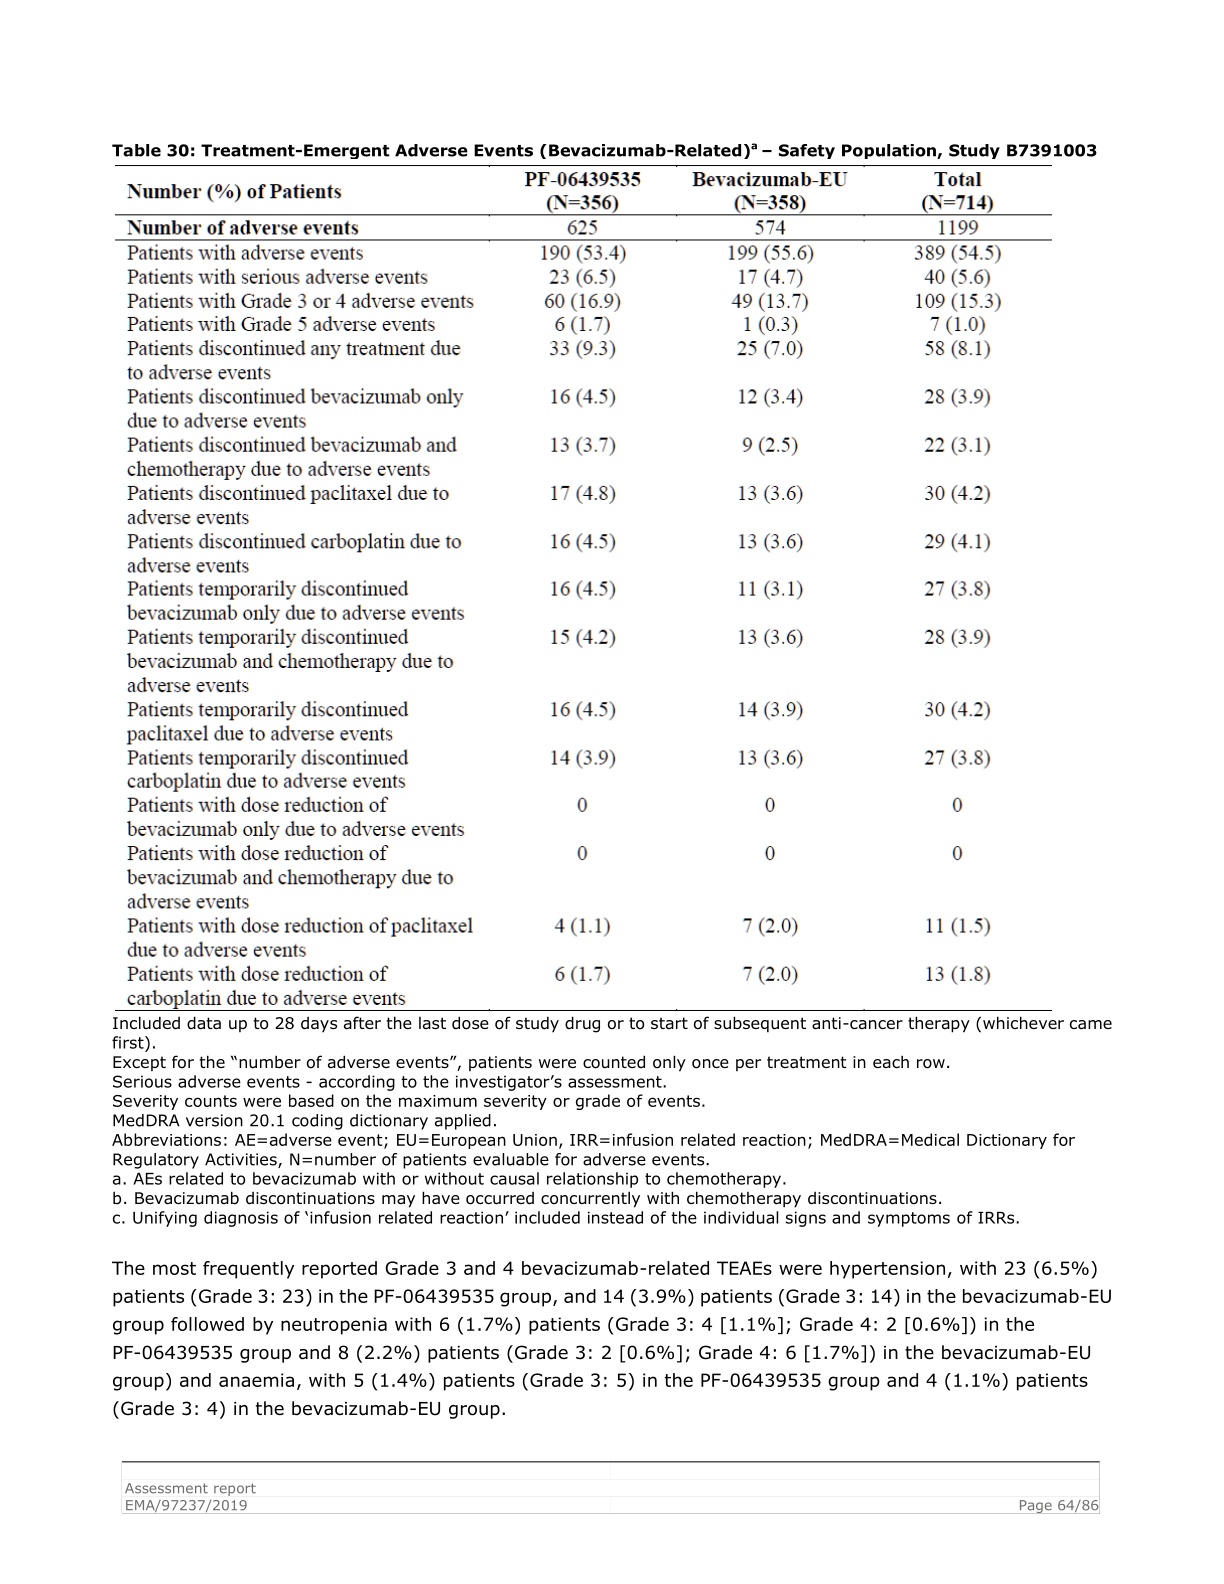 Table 30: Treatment-Emergent Adverse Events (Bevacizumab-Related)ᵃ – Safety Population, Study B7391003
Number (%) of Patients PF-06439535 (N=356) Bevacizumab-EU (N=358) Total (N=714)
Number of adverse events 625 574 1199
Patients with adverse events 190 (53.4) 199 (55.6) 389 (54.5)
Patients with serious adverse events 23 (6.5) 17 (4.7) 40 (5.6)
Patients with Grade 3 or 4 adverse events 60 (16.9) 49 (13.7) 109 (15.3)
Patients with Grade 5 adverse events 6 (1.7) 1 (0.3) 7 (1.0)
Patients discontinued any treatment due 33 (9.3) 25 (7.0) 58 (8.1)
to adverse events
Patients discontinued bevacizumab only 16 (4.5) 12 (3.4) 28 (3.9)
due to adverse events
Patients discontinued bevacizumab and 13 (3.7) 9 (2.5) 22 (3.1)
chemotherapy due to adverse events
Patients discontinued paclitaxel due to 17 (4.8) 13 (3.6) 30 (4.2)
adverse events
Patients discontinued carboplatin due to 16 (4.5) 13 (3.6) 29 (4.1)
adverse events
Patients temporarily discontinued 16 (4.5) 11 (3.1) 27 (3.8)
bevacizumab only due to adverse events
Patients temporarily discontinued 15 (4.2) 13 (3.6) 28 (3.9)
bevacizumab and chemotherapy due to
adverse events
Patients temporarily discontinued 16 (4.5) 14 (3.9) 30 (4.2)
paclitaxel due to adverse events
Patients temporarily discontinued 14 (3.9) 13 (3.6) 27 (3.8)
carboplatin due to adverse events
Patients with dose reduction of 0 0 0
bevacizumab only due to adverse events
Patients with dose reduction of 0 0 0
bevacizumab and chemotherapy due to
adverse events
Patients with dose reduction of paclitaxel 4 (1.1) 7 (2.0) 11 (1.5)
due to adverse events
Patients with dose reduction of 6 (1.7) 7 (2.0) 13 (1.8)
carboplatin due to adverse events
Included data up to 28 days after the last dose of study drug or to start of subsequent anti-cancer therapy (whichever came
first).
Except for the “number of adverse events”, patients were counted only once per treatment in each row.
Serious adverse events - according to the investigator’s assessment.
Severity counts were based on the maximum severity or grade of events.
MedDRA version 20.1 coding dictionary applied.
Abbreviations: AE=adverse event; EU=European Union, IRR=infusion related reaction; MedDRA=Medical Dictionary for
Regulatory Activities, N=number of patients evaluable for adverse events.
a. AEs related to bevacizumab with or without causal relationship to chemotherapy.
b. Bevacizumab discontinuations may have occurred concurrently with chemotherapy discontinuations.
c. Unifying diagnosis of ‘infusion related reaction’ included instead of the individual signs and symptoms of IRRs.
The most frequently reported Grade 3 and 4 bevacizumab-related TEAEs were hypertension, with 23 (6.5%)
patients (Grade 3: 23) in the PF-06439535 group, and 14 (3.9%) patients (Grade 3: 14) in the bevacizumab-EU
group followed by neutropenia with 6 (1.7%) patients (Grade 3: 4 [1.1%]; Grade 4: 2 [0.6%]) in the
PF-06439535 group and 8 (2.2%) patients (Grade 3: 2 [0.6%]; Grade 4: 6 [1.7%]) in the bevacizumab-EU
group) and anaemia, with 5 (1.4%) patients (Grade 3: 5) in the PF-06439535 group and 4 (1.1%) patients
(Grade 3: 4) in the bevacizumab-EU group.
Assessment report
EMA/97237/2019 Page 64/86